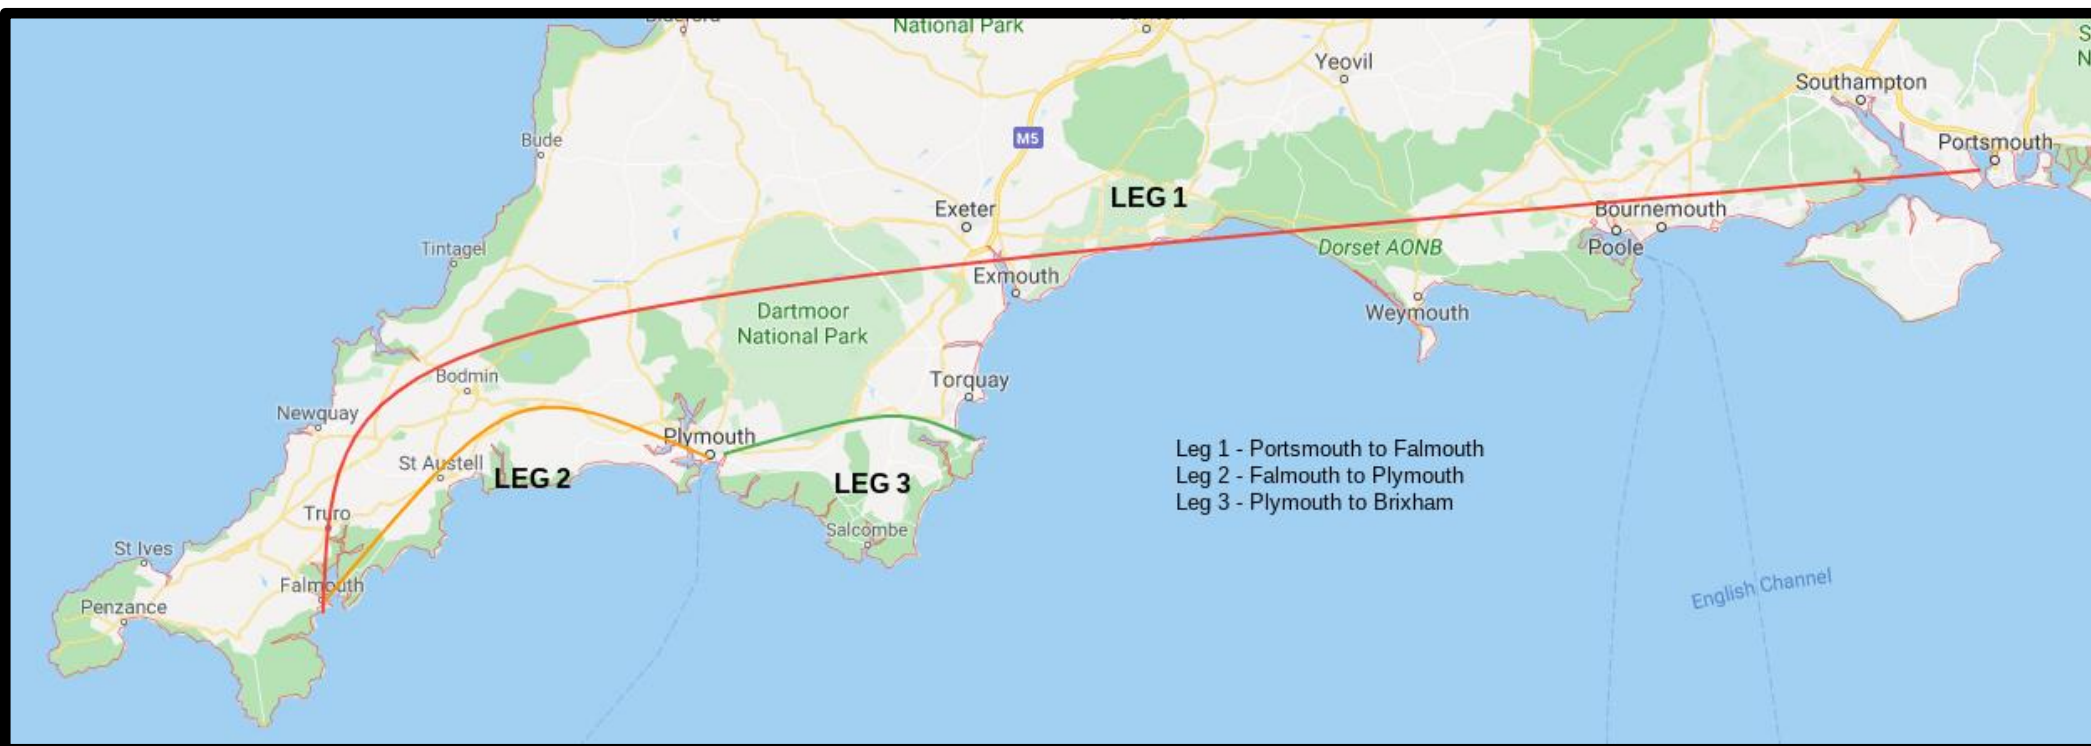 National Park
Yeovil
Southampton
Bude
M5
Portsmouth
LEG 1
Exeter
Bournemouth
Tintagel
Dorset AONB
Poole
Exmouth
Dartmoor
National Park
Weymouth
Bodmin
Torquay
Newquay
Plymouth
St Austell
LEG 2
LEG 3
Leg 1 - Portsmouth to Falmouth
Leg 2 - Falmouth to Plymouth
Leg 3 - Plymouth to Brixham
Truro
Salcombe
St Ives
Falmouth
English Channel
Penzance